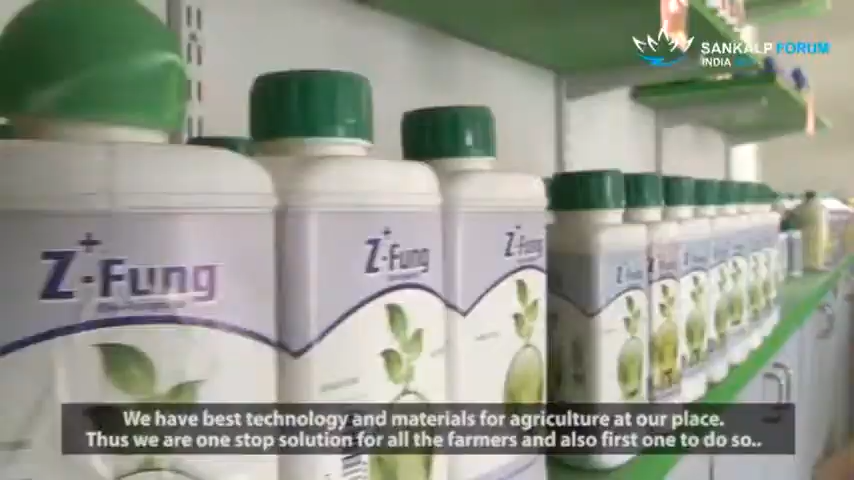 SANKALP FORUM
INDIA
Z+Fung
Z+Fung
Z+Fung
We have best technology and materials for agriculture at our place.
Thus we are one stop solution for all the farmers and also first one to do so..